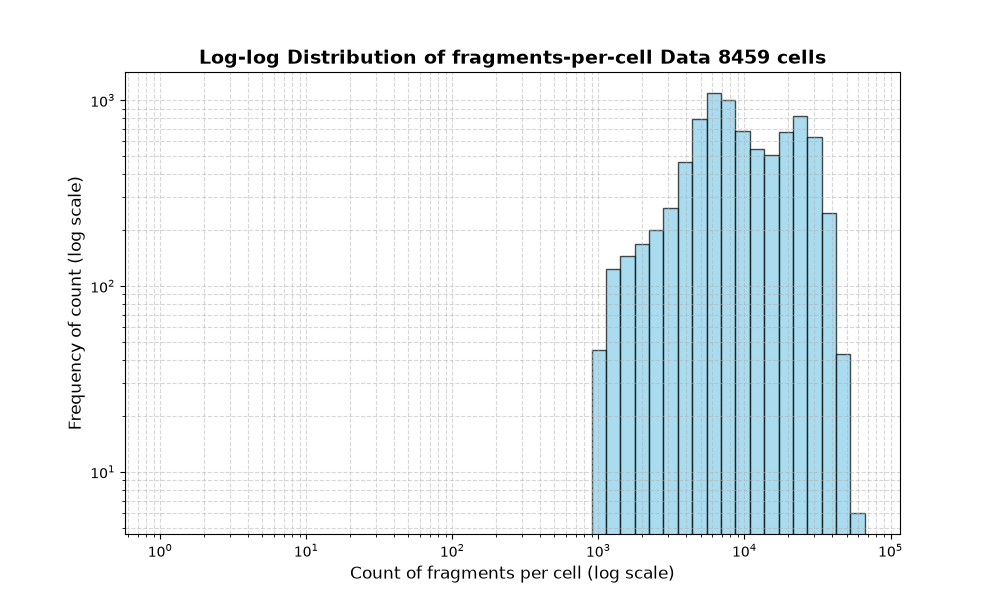 Log-log Distribution of fragments-per-cell Data 8459 cells
10³
10²
10¹
Frequency of count (log scale)
10⁰ 10¹ 10² 10³ 10⁴ 10⁵
Count of fragments per cell (log scale)